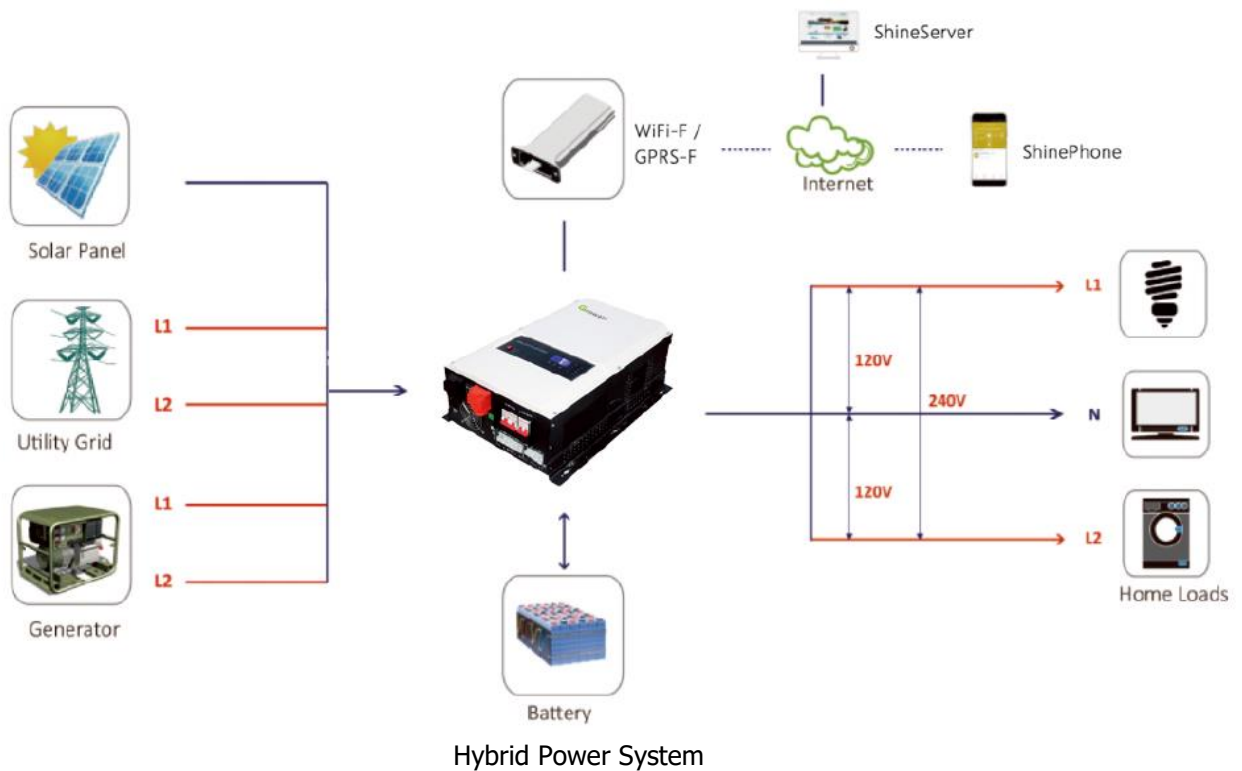 ShineServer
WiFi-F /
GPRS-F
Internet
ShinePhone
Solar Panel
L1
L2
Utility Grid
L1
L2
Generator
Growatt
Battery
L1
120V
240V
N
120V
L2
Home Loads
Hybrid Power System